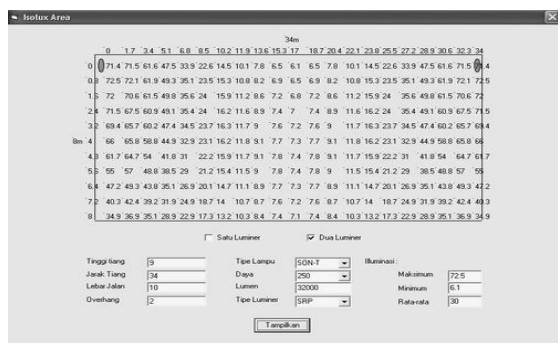 Isolux Area
34m
0 1.7 3.4 5.1 6.8 8.5 10.2 11.9 13.6 15.3 17 18.7 20.4 22.1 23.8 25.5 27.2 28.9 30.6 32.3 34
0 71.4 71.5 61.6 47.5 33.9 22.6 14.5 10.1 7.8 6.5 6.1 6.5 7.8 10.1 14.5 22.6 33.9 47.5 61.6 71.5 71.4
0.8 72.5 72.1 61.9 49.3 35.1 23.5 15.3 10.8 8.2 6.9 6.5 6.9 8.2 10.8 15.3 23.5 35.1 49.3 61.9 72.1 72.5
1.6 72 70.6 61.5 49.8 35.6 24 15.9 11.2 8.6 7.2 6.8 7.2 8.6 11.2 15.9 24 35.6 49.8 61.5 70.6 72
2.4 71.5 67.5 60.9 49.1 35.4 24 16.2 11.6 8.9 7.4 7 7.4 8.9 11.6 16.2 24 35.4 49.1 60.9 67.5 71.5
3.2 69.4 65.7 60.2 47.4 34.5 23.7 16.3 11.7 9 7.6 7.2 7.6 9 11.7 16.3 23.7 34.5 47.4 60.2 65.7 69.4
8m 4 66 65.8 58.8 44.9 32.9 23.1 16.2 11.8 9.1 7.7 7.3 7.7 9.1 11.8 16.2 23.1 32.9 44.9 58.8 65.8 66
4.8 61.7 64.7 54 41.8 31 22.2 15.9 11.7 9.1 7.8 7.4 7.8 9.1 11.7 15.9 22.2 31 41.8 54 64.7 61.7
5.6 55 57 48.8 38.5 29 21.2 15.4 11.5 9 7.8 7.4 7.8 9 11.5 15.4 21.2 29 38.5 48.8 57 55
6.4 47.2 49.3 43.8 35.1 26.9 20.1 14.7 11.1 8.9 7.7 7.3 7.7 8.9 11.1 14.7 20.1 26.9 35.1 43.8 49.3 47.2
7.2 40.3 42.4 39.2 31.9 24.9 18.7 14 10.7 8.7 7.6 7.2 7.6 8.7 10.7 14 18.7 24.9 31.9 39.2 42.4 40.3
8 34.9 36.9 35.1 28.9 22.9 17.3 13.2 10.3 8.4 7.4 7.1 7.4 8.4 10.3 13.2 17.3 22.9 28.9 35.1 36.9 34.9
Satu Luminer Dua Luminer
Tinggi tiang 9 Tipe Lampu SON-T Illuminasi :
Jarak Tiang 34 Daya 250 Maksimum 72.5
Lebar Jalan 10 Lumen 32000 Minimum 6.1
Overhang 2 Tipe Luminer SRP Rata-rata 30
Tampilkan